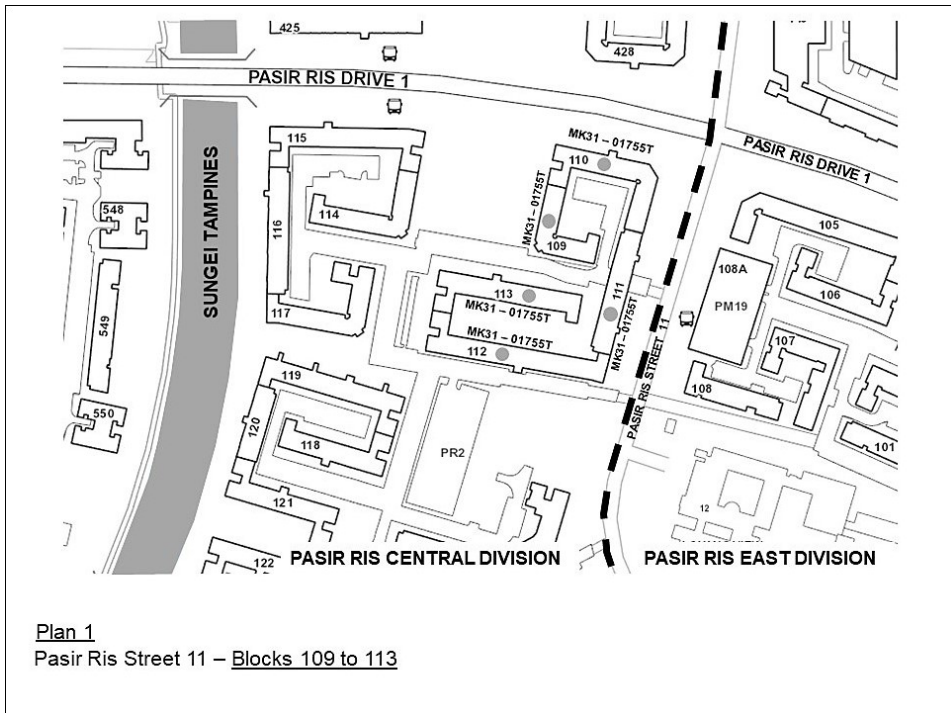 425
428
PASIR RIS DRIVE 1
PASIR RIS DRIVE 1
SUNGEI TAMPINES
115
114
116
117
MK31 – 01755T
110
MK31 – 01755T
109
111
MK31 – 01755T
113
MK31 – 01755T
MK31 – 01755T
112
548
549
550
105
108A
PM19
106
107
108
101
PASIR RIS STREET 11
119
120
118
121
122
PR2
12
PASIR RIS CENTRAL DIVISION
PASIR RIS EAST DIVISION
Plan 1
Pasir Ris Street 11 – Blocks 109 to 113